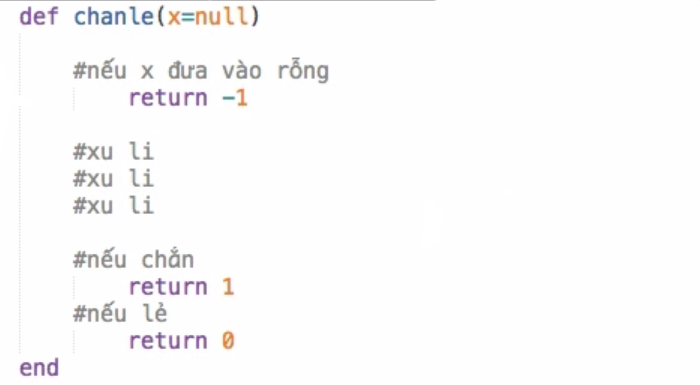 def chanle(x=null)
#nếu x đưa vào rỗng
return -1
#xu li
#xu li
#xu li
#nếu chẵn
return 1
#nếu lẻ
return 0
end